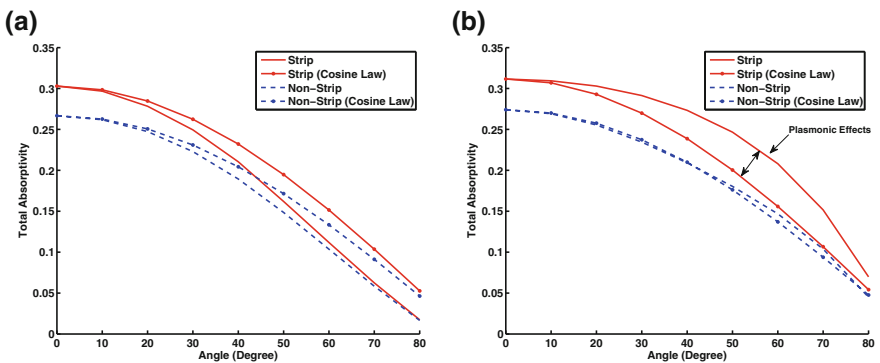 (a)
0.35
0.3
0.25
0.2
0.15
0.1
0.05
0
Total Absorptivity
0 10 20 30 40 50 60 70 80
Angle (Degree)
Strip
Strip (Cosine Law)
Non−Strip
Non−Strip (Cosine Law)
(b)
0.35
0.3
0.25
0.2
0.15
0.1
0.05
0
Total Absorptivity
0 10 20 30 40 50 60 70 80
Angle (Degree)
Strip
Strip (Cosine Law)
Non−Strip
Non−Strip (Cosine Law)
Plasmonic Effects